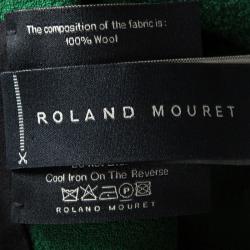 The composition of the fabric is:
100% Wool
ROLAND MOURET
Cool Iron On The Reverse
ROLAND MOURET